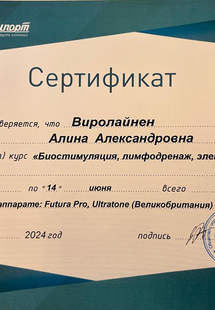 Сертификат
веряется, что Виролайнен
Алина Александровна
) курс «Биостимуляция, лимфодренаж, эле
по "14" июня всего
аппарате: Futura Pro, Ultratone (Великобритания)
2024 год подпись